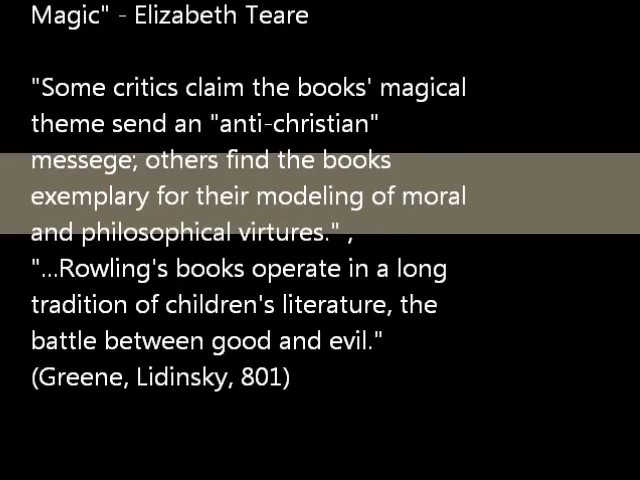 Magic" - Elizabeth Teare
"Some critics claim the books' magical
theme send an "anti-christian"
messege; others find the books
exemplary for their modeling of moral
and philosophical virtures." ,
"...Rowling's books operate in a long
tradition of children's literature, the
battle between good and evil."
(Greene, Lidinsky, 801)